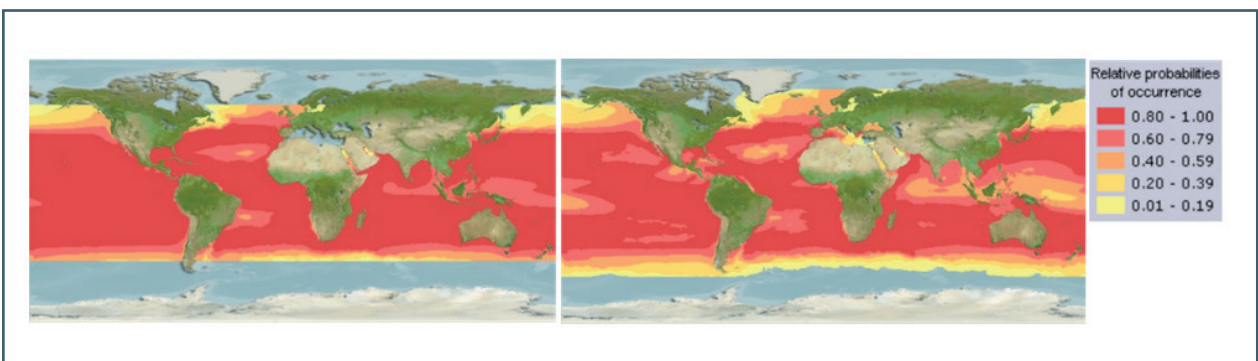 Relative probabilities
of occurrence
0.80 - 1.00
0.60 - 0.79
0.40 - 0.59
0.20 - 0.39
0.01 - 0.19